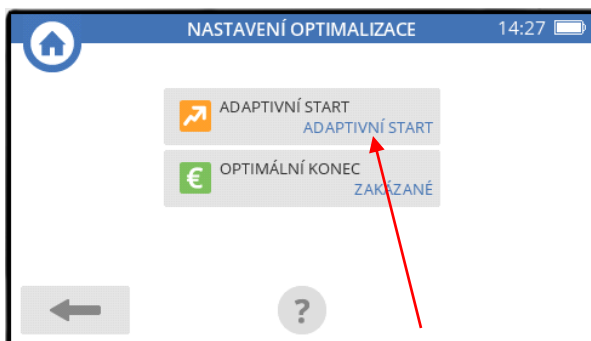 NASTAVENÍ OPTIMALIZACE 14:27
ADAPTIVNÍ START
ADAPTIVNÍ START
€ OPTIMÁLNÍ KONEC
ZAKÁZANÉ
?